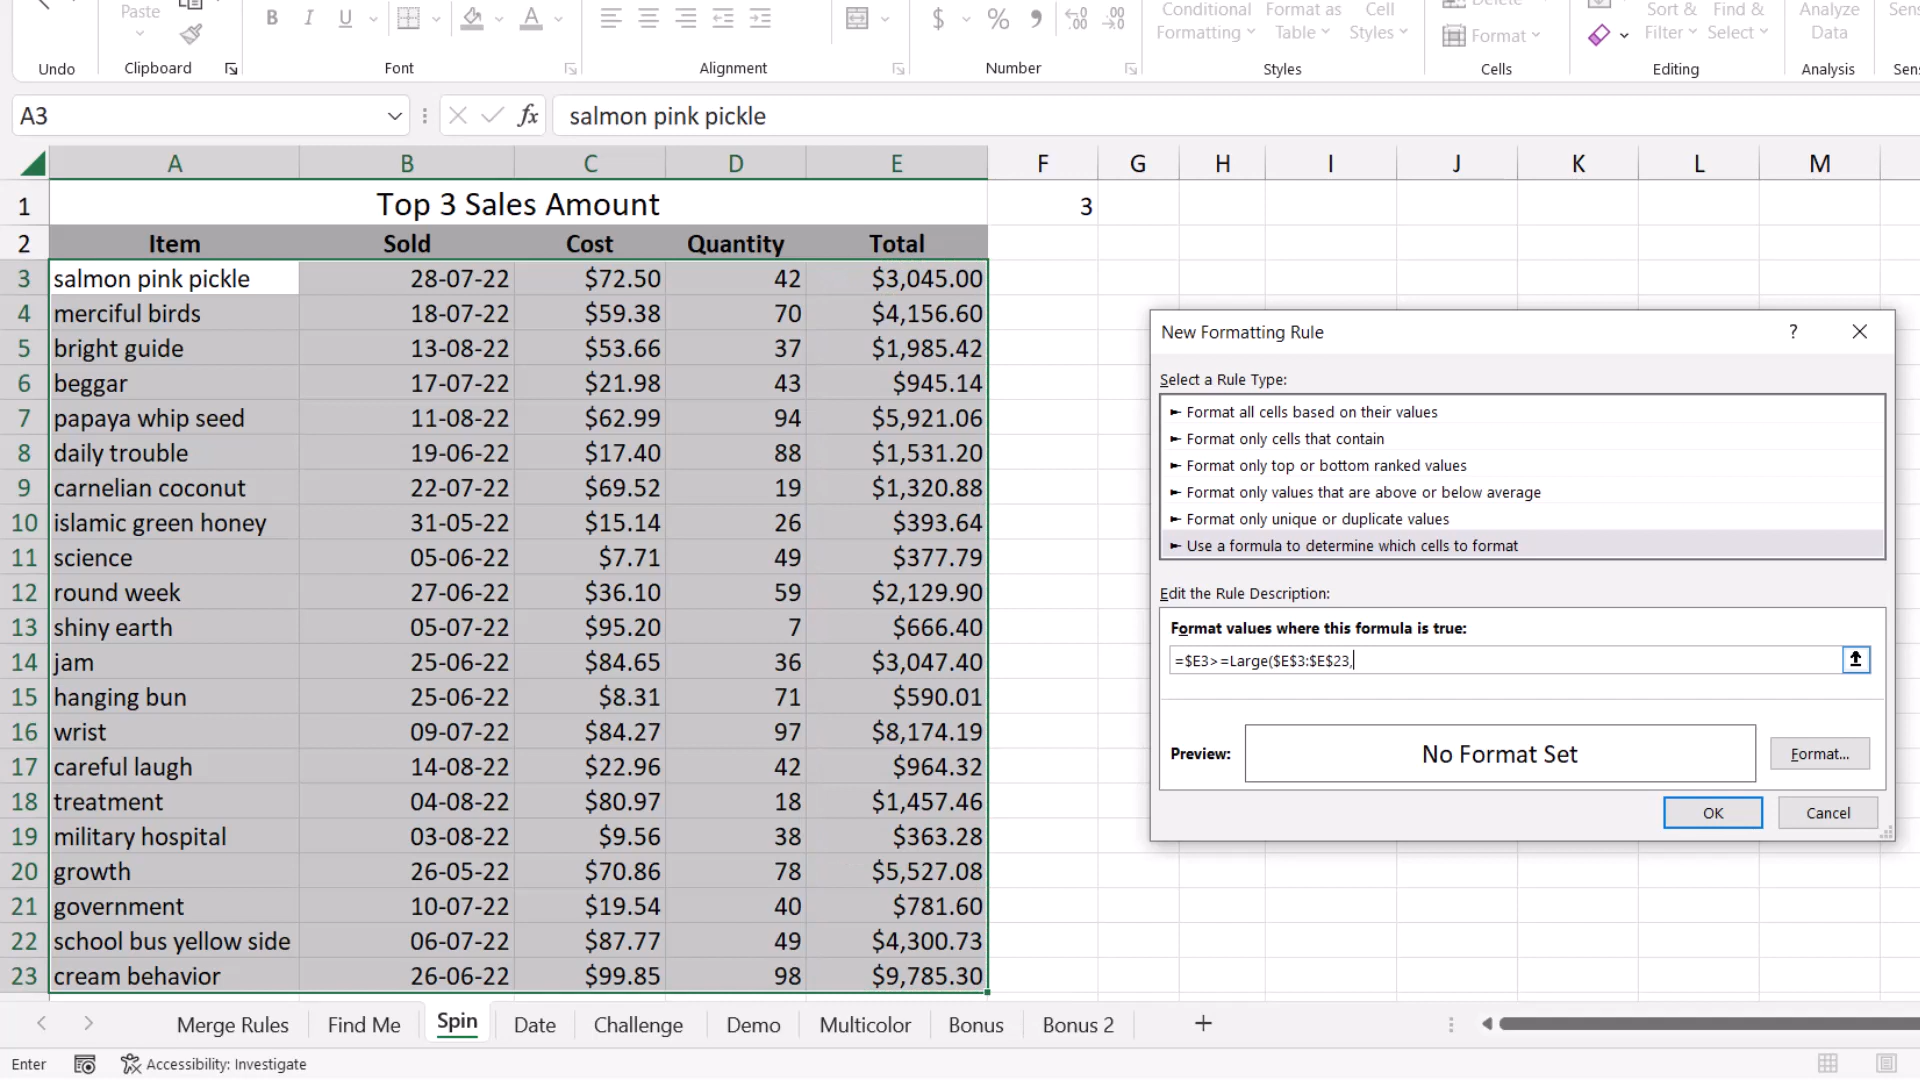 Paste
Conditional Format as Cell
Formatting Table Styles
Format
Sort & Find &
Filter Select
Analyze
Data
Undo Clipboard Font Alignment Number Styles Cells Editing Analysis
A3 fx salmon pink pickle
A B C D E F G H I J K L M
1 Top 3 Sales Amount 3
2 Item Sold Cost Quantity Total
3 salmon pink pickle 28-07-22 $72.50 42 $3,045.00
4 merciful birds 18-07-22 $59.38 70 $4,156.60
5 bright guide 13-08-22 $53.66 37 $1,985.42
6 beggar 17-07-22 $21.98 43 $945.14
7 papaya whip seed 11-08-22 $62.99 94 $5,921.06
8 daily trouble 19-06-22 $17.40 88 $1,531.20
9 carnelian coconut 22-07-22 $69.52 19 $1,320.88
10 islamic green honey 31-05-22 $15.14 26 $393.64
11 science 05-06-22 $7.71 49 $377.79
12 round week 27-06-22 $36.10 59 $2,129.90
13 shiny earth 05-07-22 $95.20 7 $666.40
14 jam 25-06-22 $84.65 36 $3,047.40
15 hanging bun 25-06-22 $8.31 71 $590.01
16 wrist 09-07-22 $84.27 97 $8,174.19
17 careful laugh 14-08-22 $22.96 42 $964.32
18 treatment 04-08-22 $80.97 18 $1,457.46
19 military hospital 03-08-22 $9.56 38 $363.28
20 growth 26-05-22 $70.86 78 $5,527.08
21 government 10-07-22 $19.54 40 $781.60
22 school bus yellow side 06-07-22 $87.77 49 $4,300.73
23 cream behavior 26-06-22 $99.85 98 $9,785.30
New Formatting Rule ?
Select a Rule Type:
► Format all cells based on their values
► Format only cells that contain
► Format only top or bottom ranked values
► Format only values that are above or below average
► Format only unique or duplicate values
► Use a formula to determine which cells to format
Edit the Rule Description:
Format values where this formula is true:
=$E3>=Large($E$3:$E$23,
Preview: No Format Set Format...
OK Cancel
Merge Rules Find Me Spin Date Challenge Demo Multicolor Bonus Bonus 2 +
Enter Accessibility: Investigate